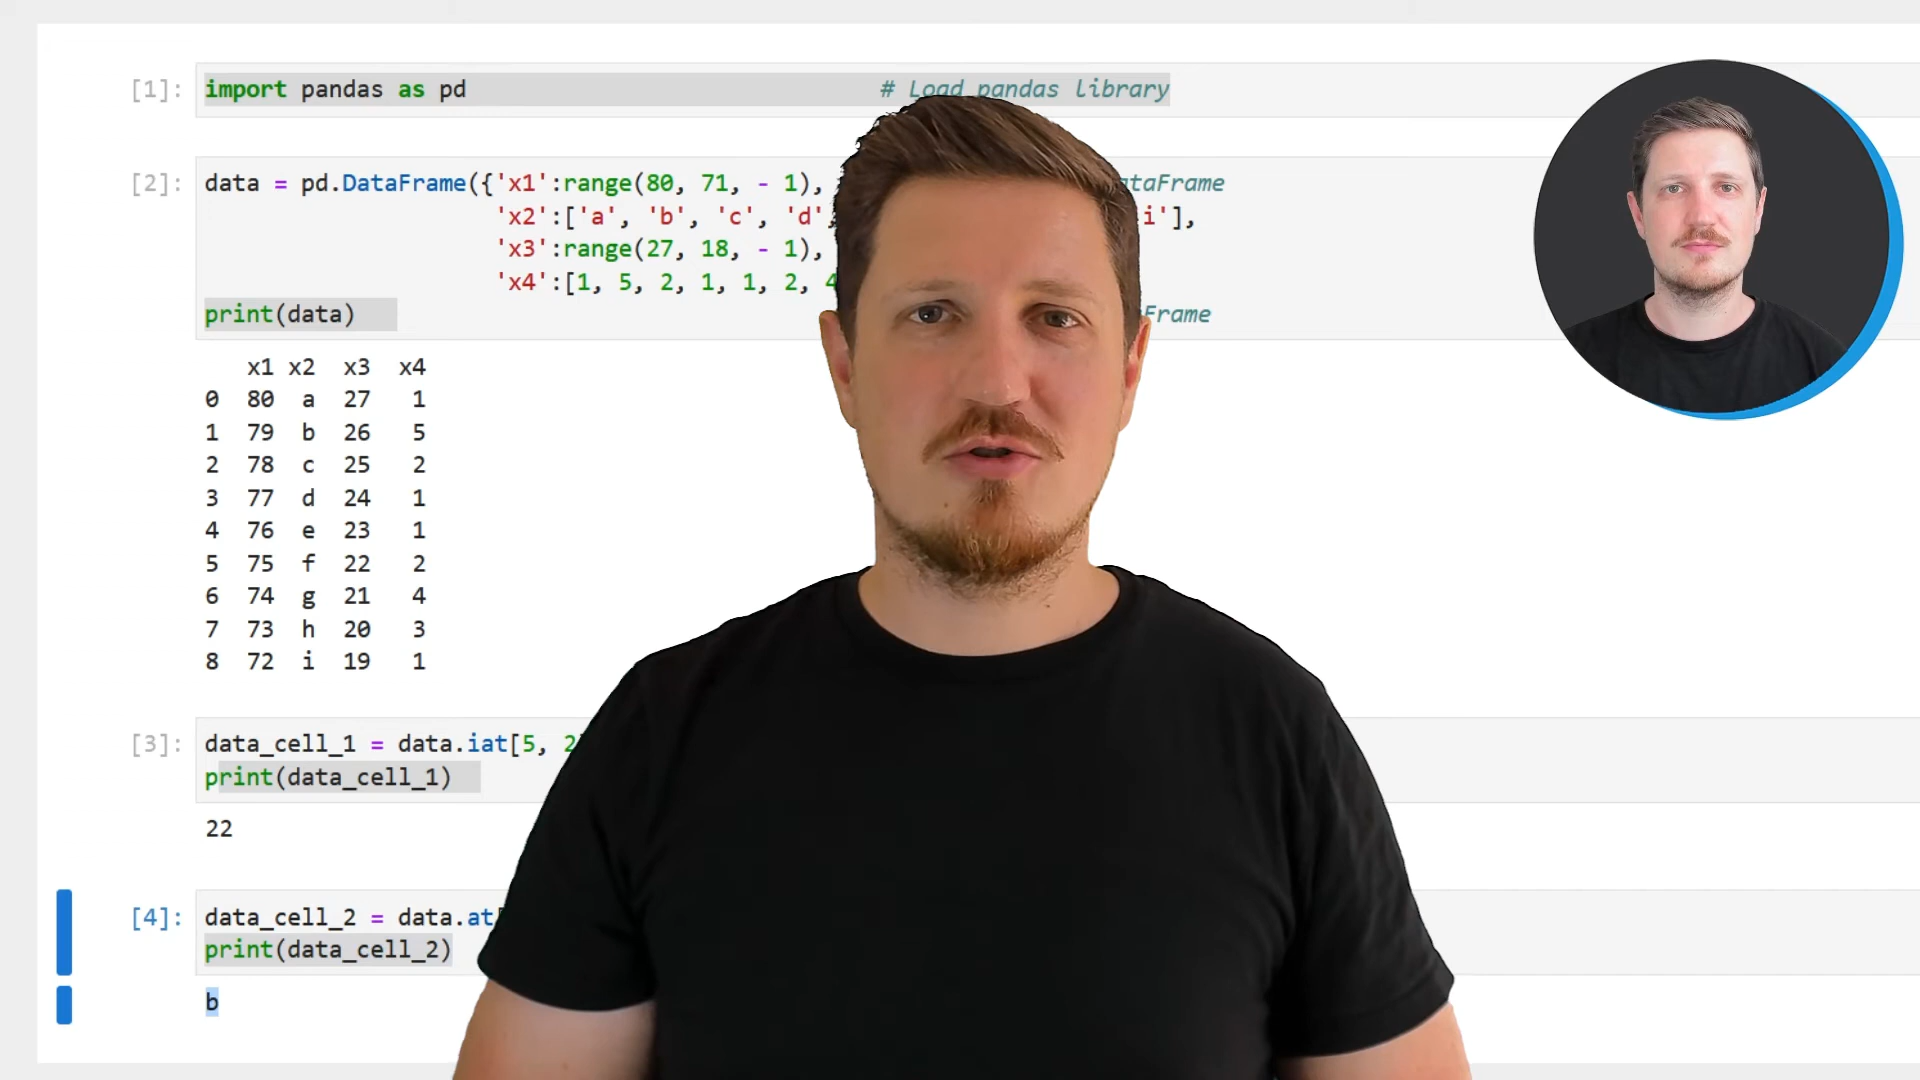 [1]: import pandas as pd # Load pandas library
[2]: data = pd.DataFrame({'x1':range(80, 71, - 1), DataFrame
'x2':['a', 'b', 'c', 'd', i'],
'x3':range(27, 18, - 1),
'x4':[1, 5, 2, 1, 1, 2, 4
print(data) Frame
x1 x2 x3 x4
0 80 a 27 1
1 79 b 26 5
2 78 c 25 2
3 77 d 24 1
4 76 e 23 1
5 75 f 22 2
6 74 g 21 4
7 73 h 20 3
8 72 i 19 1
[3]: data_cell_1 = data.iat[5, 2
print(data_cell_1)
22
[4]: data_cell_2 = data.at[
print(data_cell_2)
b